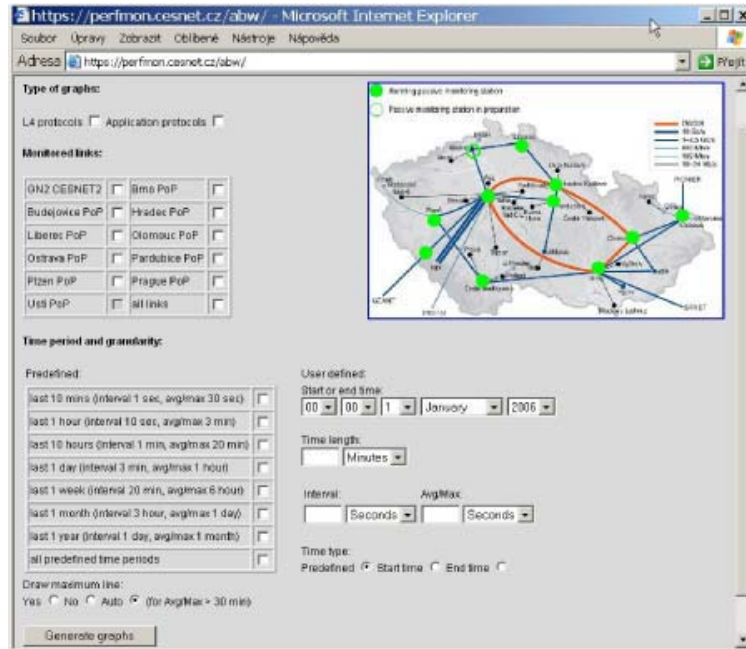 https://perfmon.cesnet.cz/abw/ - Microsoft Internet Explorer
Soubor Úpravy Zobrazit Oblíbené Nástroje Nápověda
Adresa https://perfmon.cesnet.cz/abw/ Přejít
Type of graphs:
L4 protocols Application protocols
Running passive monitoring station
Passive monitoring station in preparation
Monitored links:
GN2 CESNET2 Brno PoP
Budejovice PoP Hradec PoP
Liberec PoP Olomouc PoP
Ostrava PoP Pardubice PoP
Plzen PoP Prague PoP
Usti PoP all links
PIONIER
GÉANT
Time period and granularity:
Predefined:
last 10 mins (interval 1 sec, avg/max 30 sec)
last 1 hour (interval 10 sec, avg/max 3 min)
last 10 hours (interval 1 min, avg/max 20 min)
last 1 day (interval 3 min, avg/max 1 hour)
last 1 week (interval 20 min, avg/max 6 hour)
last 1 month (interval 3 hour, avg/max 1 day)
last 1 year (interval 1 day, avg/max 1 month)
all predefined time periods
Draw maximum line:
Yes No Auto (for Avg/Max > 30 min)
Generate graphs
User defined:
Start or end time:
00 00 1 January 2006
Time length:
Minutes
Interval: Avg/Max:
Seconds Seconds
Time type:
Predefined Start time End time